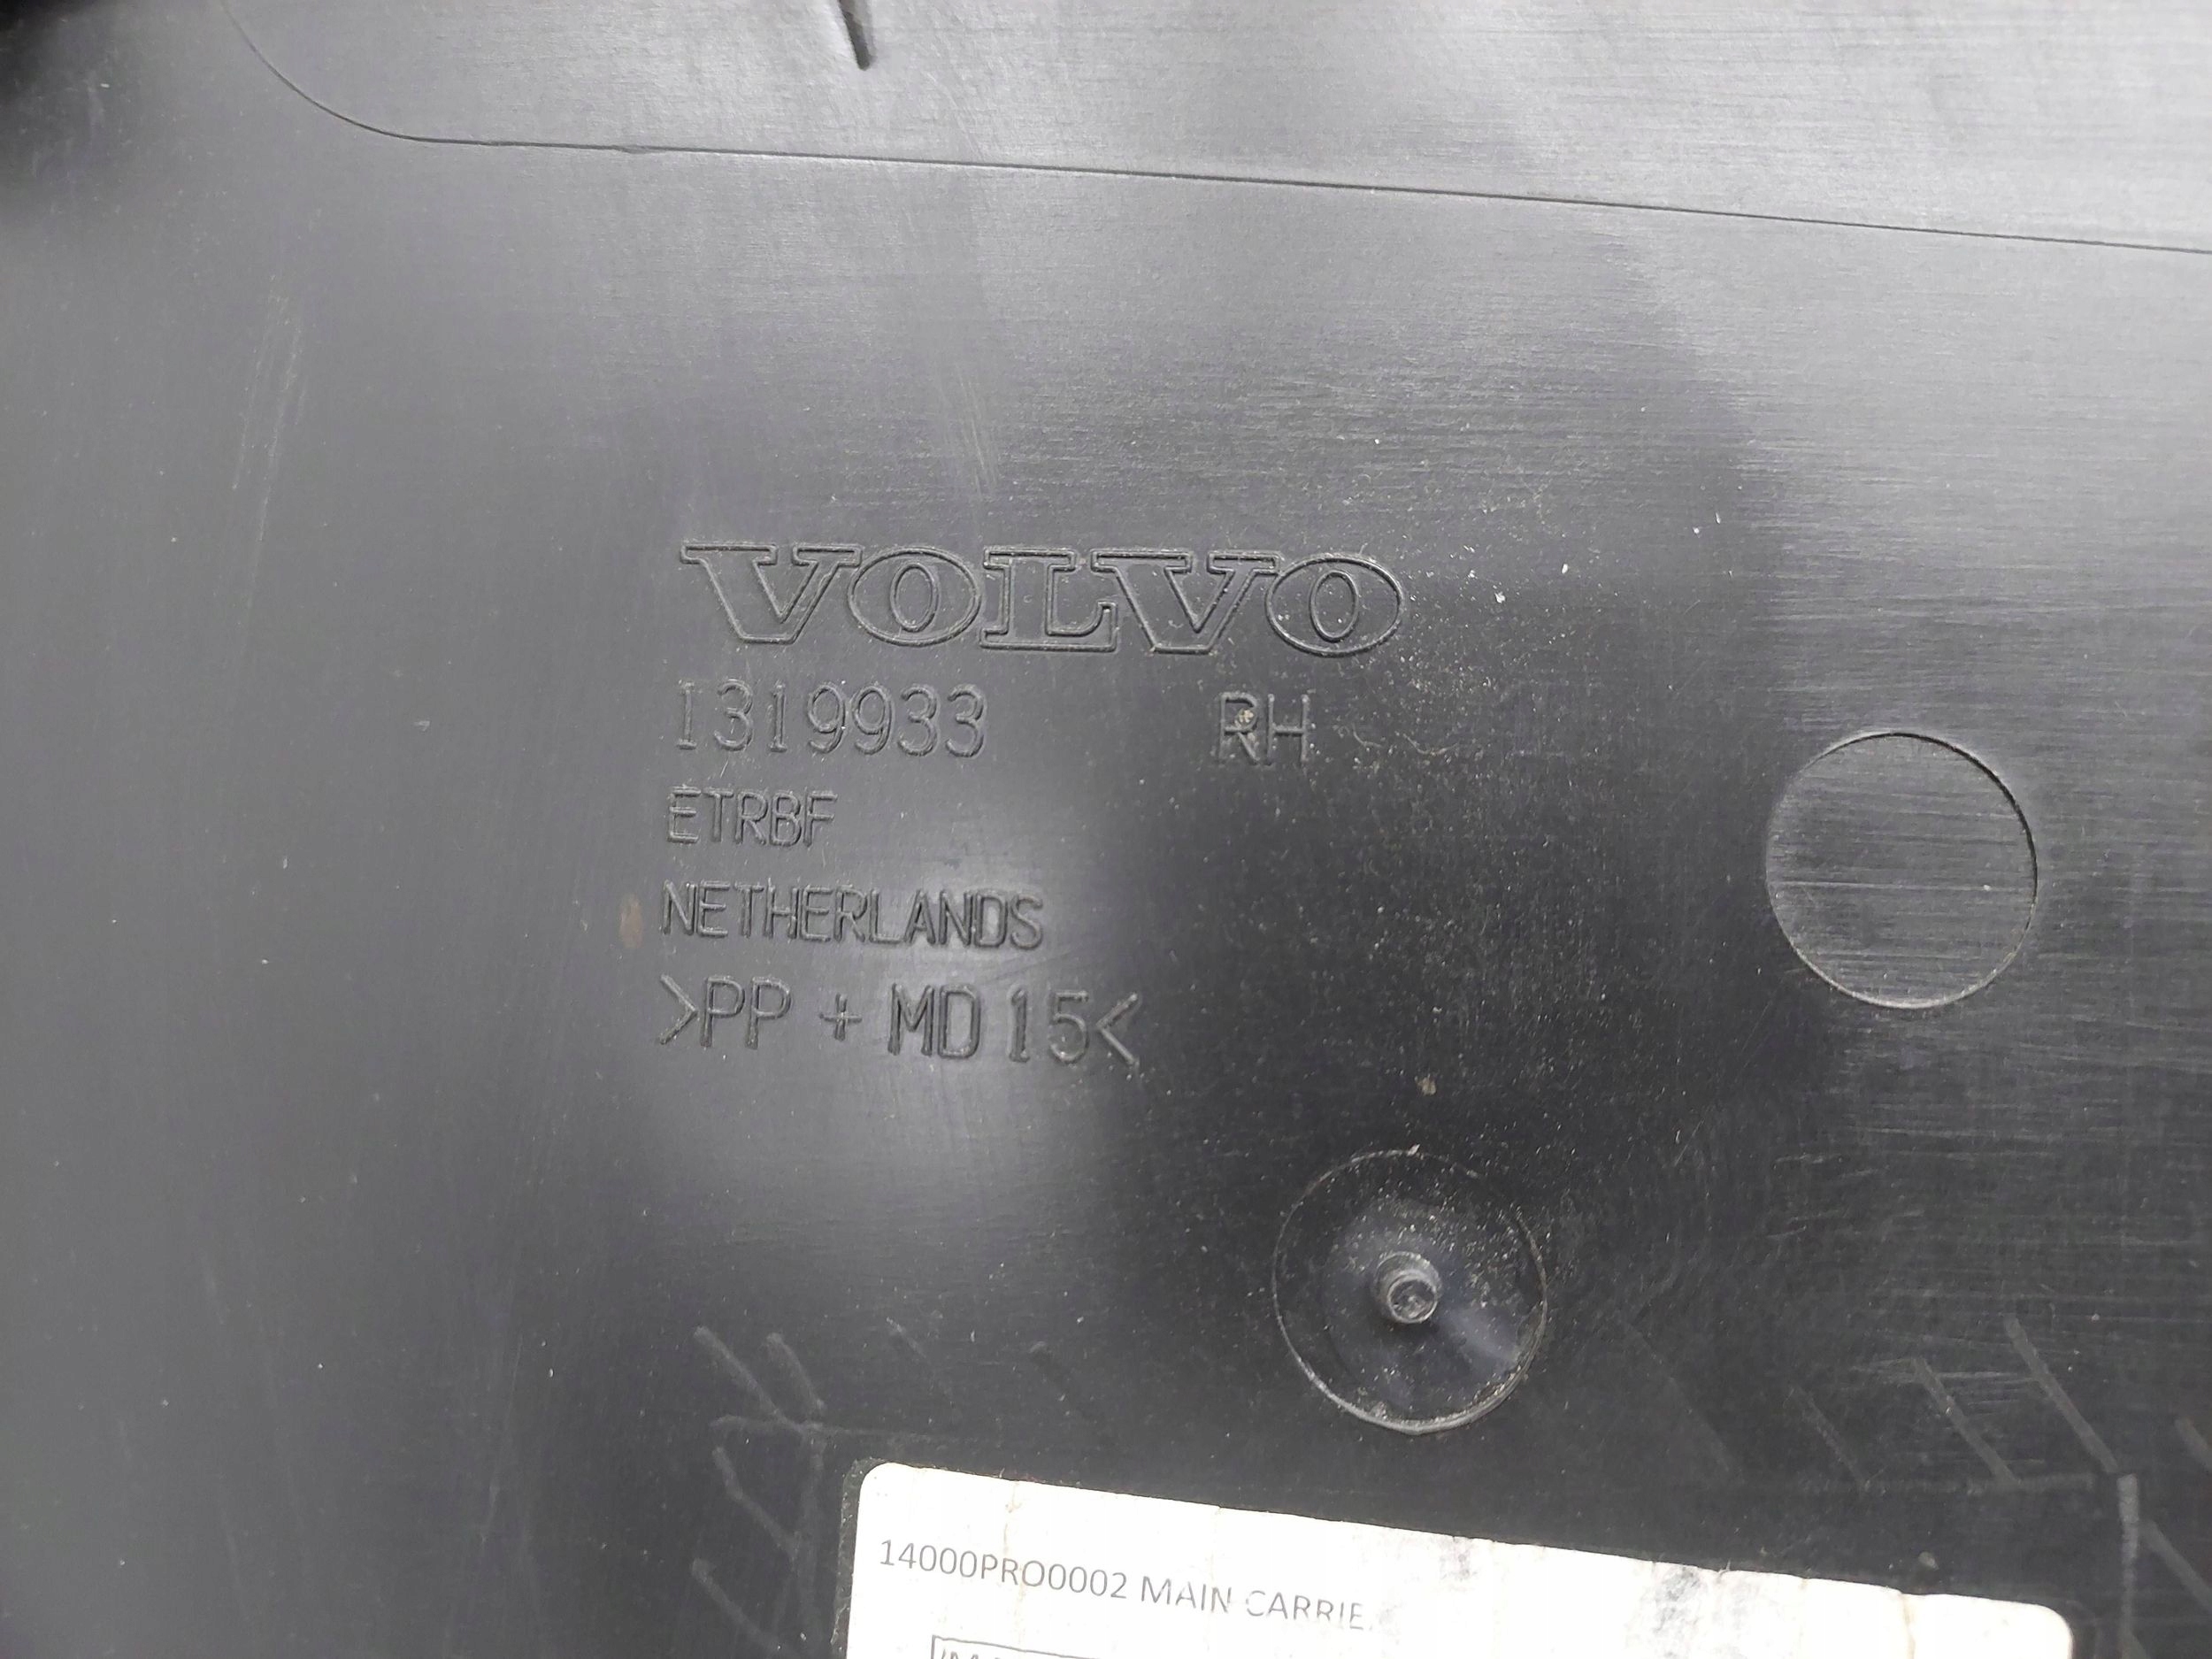 VOLVO
1319933 RH
ETRBF
NETHERLANDS
>PP + MD 15<
14000PRO0002 MAIN CARRIE